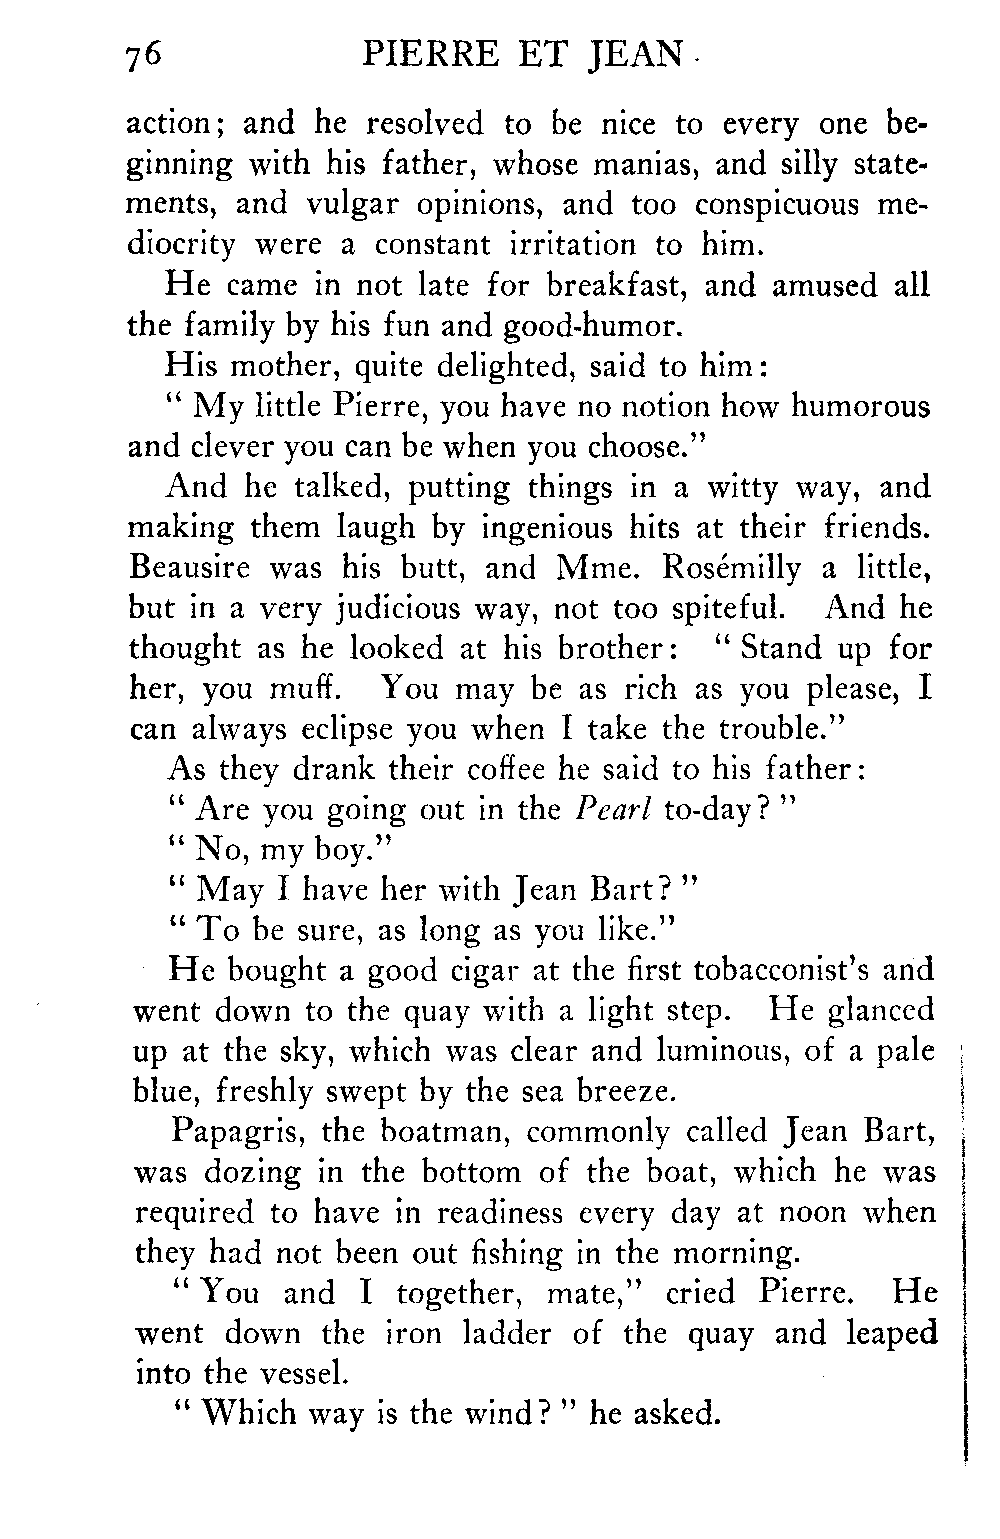 76 PIERRE ET JEAN
action; and he resolved to be nice to every one be-
ginning with his father, whose manias, and silly state-
ments, and vulgar opinions, and too conspicuous me-
diocrity were a constant irritation to him.
He came in not late for breakfast, and amused all
the family by his fun and good-humor.
His mother, quite delighted, said to him:
“ My little Pierre, you have no notion how humorous
and clever you can be when you choose.”
And he talked, putting things in a witty way, and
making them laugh by ingenious hits at their friends.
Beausire was his butt, and Mme. Rosémilly a little,
but in a very judicious way, not too spiteful. And he
thought as he looked at his brother: “ Stand up for
her, you muff. You may be as rich as you please, I
can always eclipse you when I take the trouble.”
As they drank their coffee he said to his father:
“ Are you going out in the Pearl to-day? ”
“ No, my boy.”
“ May I have her with Jean Bart? ”
“ To be sure, as long as you like.”
He bought a good cigar at the first tobacconist’s and
went down to the quay with a light step. He glanced
up at the sky, which was clear and luminous, of a pale
blue, freshly swept by the sea breeze.
Papagris, the boatman, commonly called Jean Bart,
was dozing in the bottom of the boat, which he was
required to have in readiness every day at noon when
they had not been out fishing in the morning.
“ You and I together, mate,” cried Pierre. He
went down the iron ladder of the quay and leaped
into the vessel.
“ Which way is the wind? ” he asked.